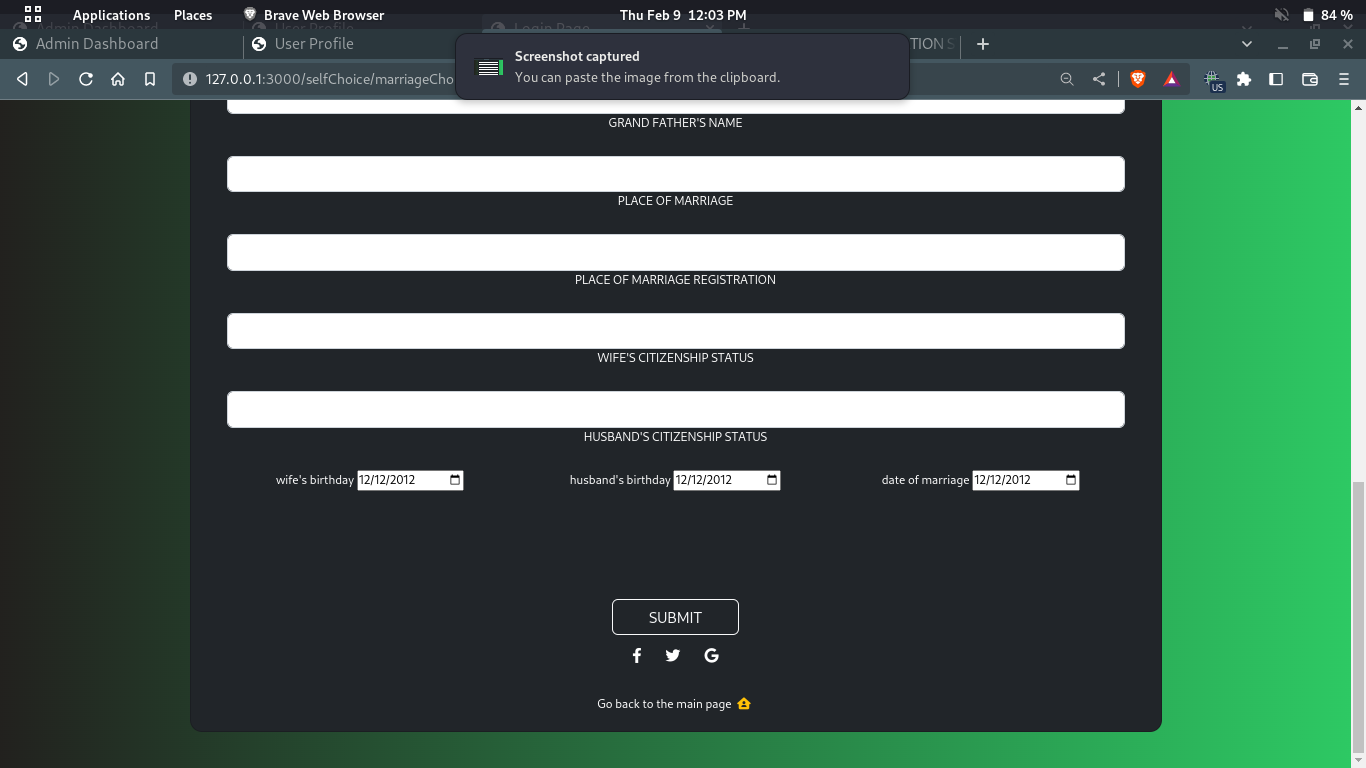 Applications Places Brave Web Browser Thu Feb 9 12:03 PM 84 %
Admin Dashboard User Profile Login Page
Admin Dashboard User Profile TION S
Screenshot captured
You can paste the image from the clipboard.
127.0.0.1:3000/selfChoice/marriageCho
US
GRAND FATHER'S NAME
PLACE OF MARRIAGE
PLACE OF MARRIAGE REGISTRATION
WIFE'S CITIZENSHIP STATUS
HUSBAND'S CITIZENSHIP STATUS
wife's birthday 12/12/2012 husband's birthday 12/12/2012 date of marriage 12/12/2012
SUBMIT
Go back to the main page